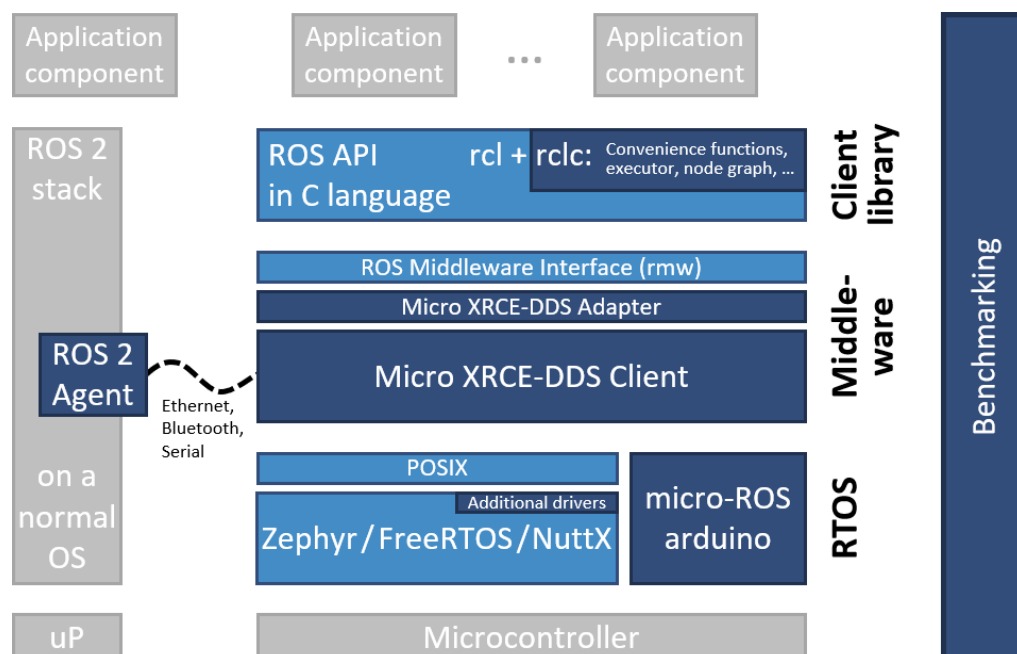 Application
component
Application
component
...
Application
component
ROS 2
stack
on a
normal
OS
ROS 2
Agent
Ethernet,
Bluetooth,
Serial
uP
ROS API
in C language
rcl + rclc:
Convenience functions,
executor, node graph, ...
Client
library
ROS Middleware Interface (rmw)
Micro XRCE-DDS Adapter
Micro XRCE-DDS Client
Middle-
ware
POSIX
Additional drivers
Zephyr/FreeRTOS/NuttX
micro-ROS
arduino
RTOS
Microcontroller
Benchmarking